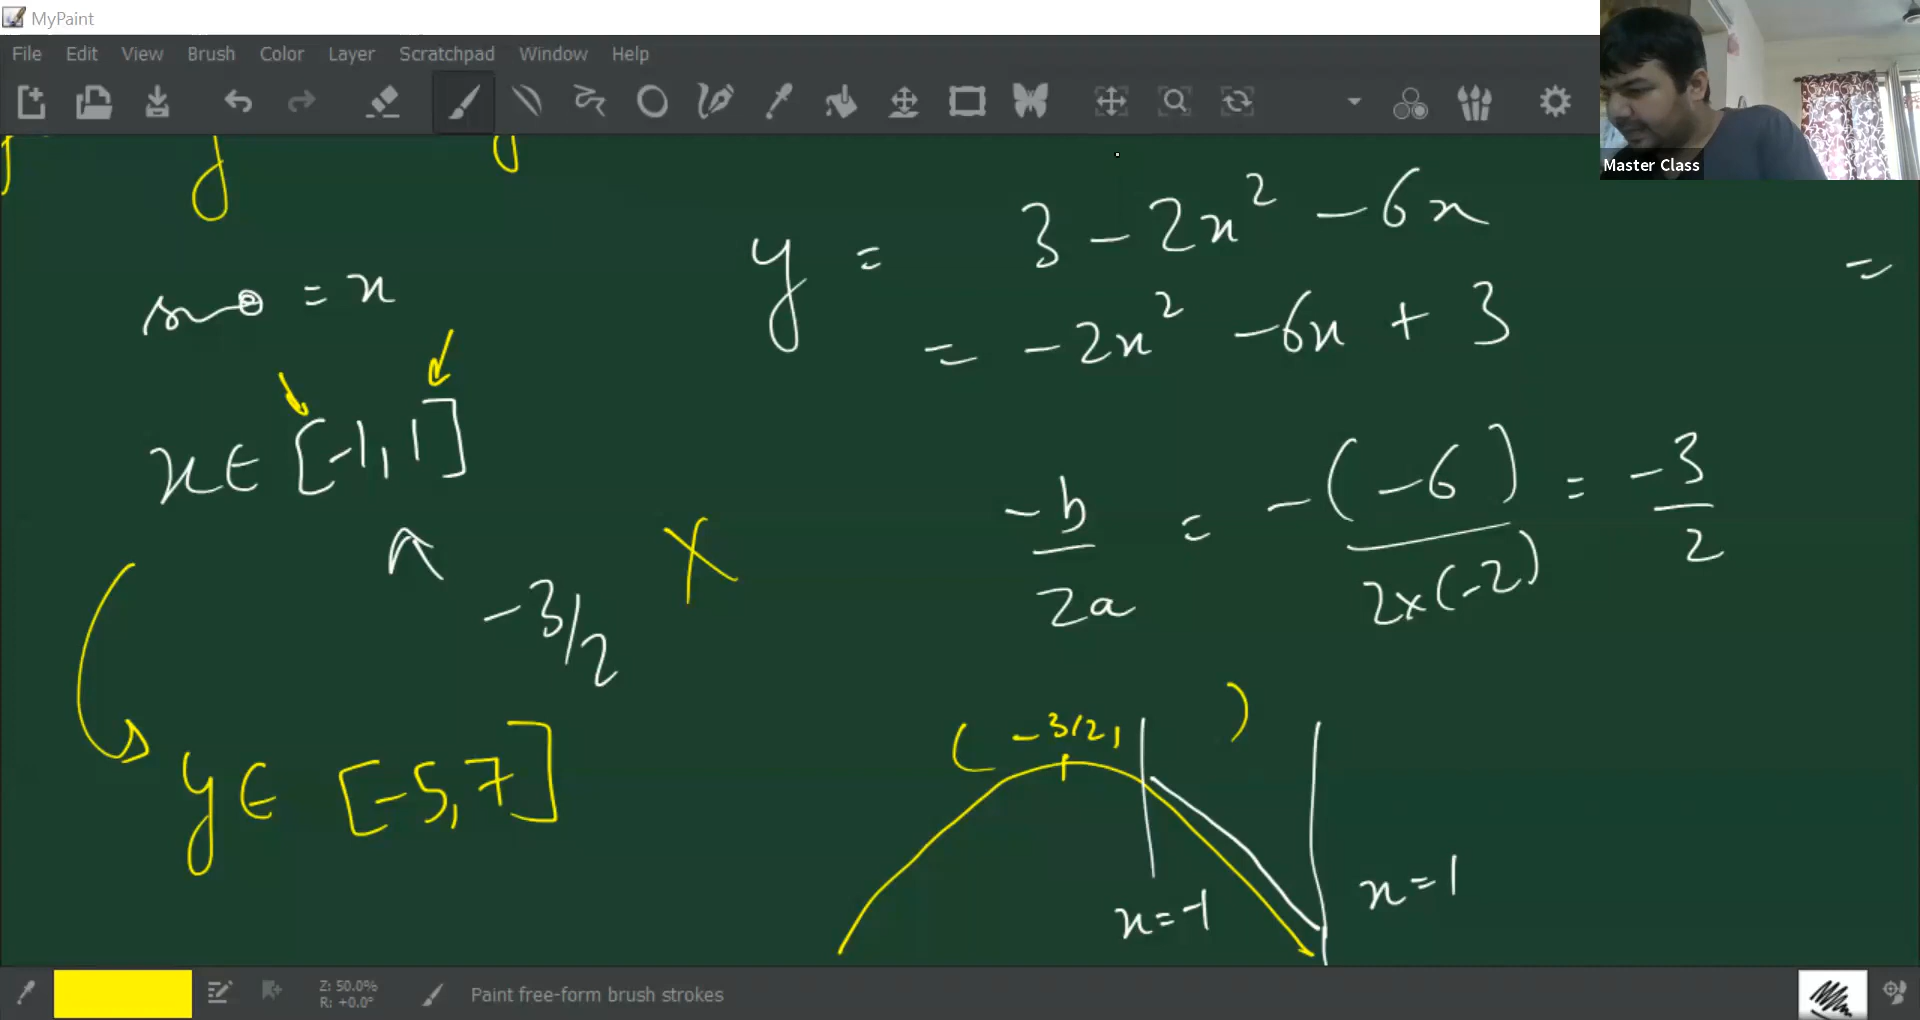 MyPaint
File Edit View Brush Color Layer Scratchpad Window Help
Master Class
y = 3 - 2x² - 6x
= - 2x² - 6x + 3
=
sinθ = x
x ∈ [-1, 1]
-b/2a = -(-6)/2×(-2) = -3/2
-3/2 X
y ∈ [-5, 7]
( -3/2, )
x = -1
x = 1
Z: 50.0%
R: +0.0°
Paint free-form brush strokes